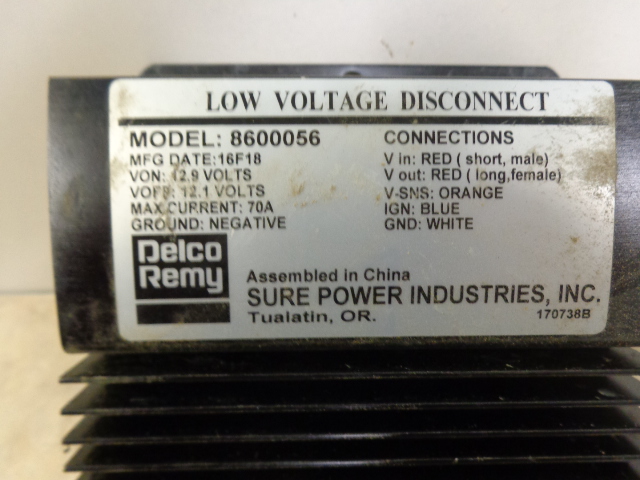 LOW VOLTAGE DISCONNECT
MODEL: 8600056
MFG DATE:16F18
VON: 12.9 VOLTS
VOFF: 12.1 VOLTS
MAX.CURRENT: 70A
GROUND: NEGATIVE
CONNECTIONS
V in: RED ( short, male)
V out: RED ( long,female)
V-SNS: ORANGE
IGN: BLUE
GND: WHITE
Delco
Remy
Assembled in China
SURE POWER INDUSTRIES, INC.
Tualatin, OR.
170738B